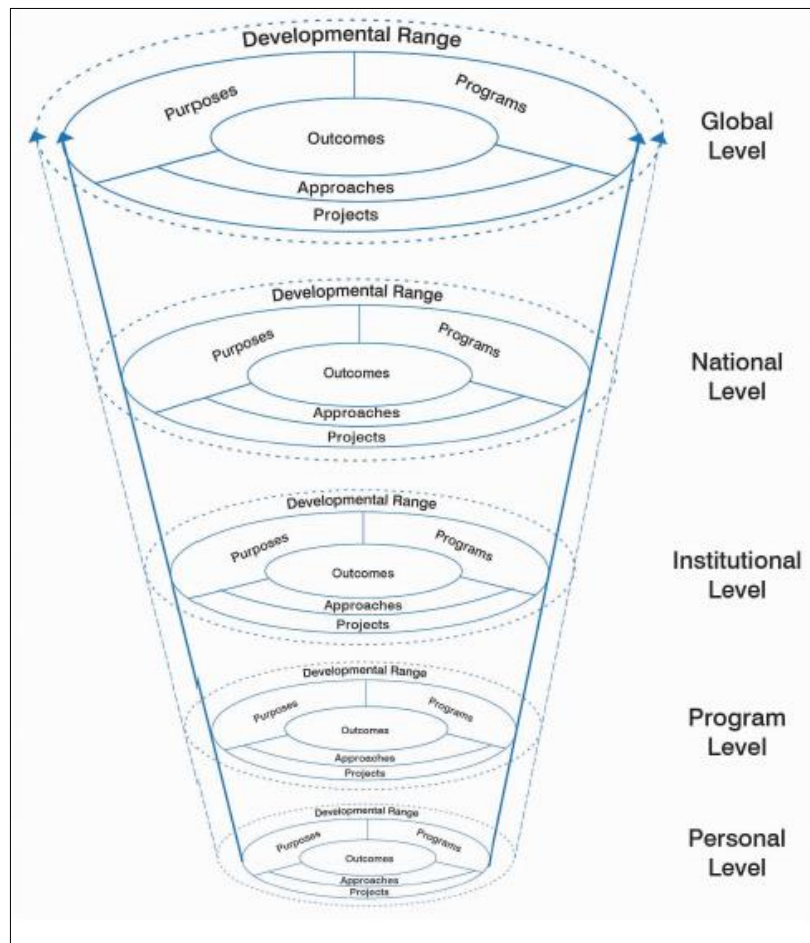 Developmental Range
Purposes
Programs
Outcomes
Approaches
Projects
Global
Level
Developmental Range
Purposes
Programs
Outcomes
Approaches
Projects
National
Level
Developmental Range
Purposes
Programs
Outcomes
Approaches
Projects
Institutional
Level
Developmental Range
Purposes
Programs
Outcomes
Approaches
Projects
Program
Level
Developmental Range
Purposes
Programs
Outcomes
Approaches
Projects
Personal
Level